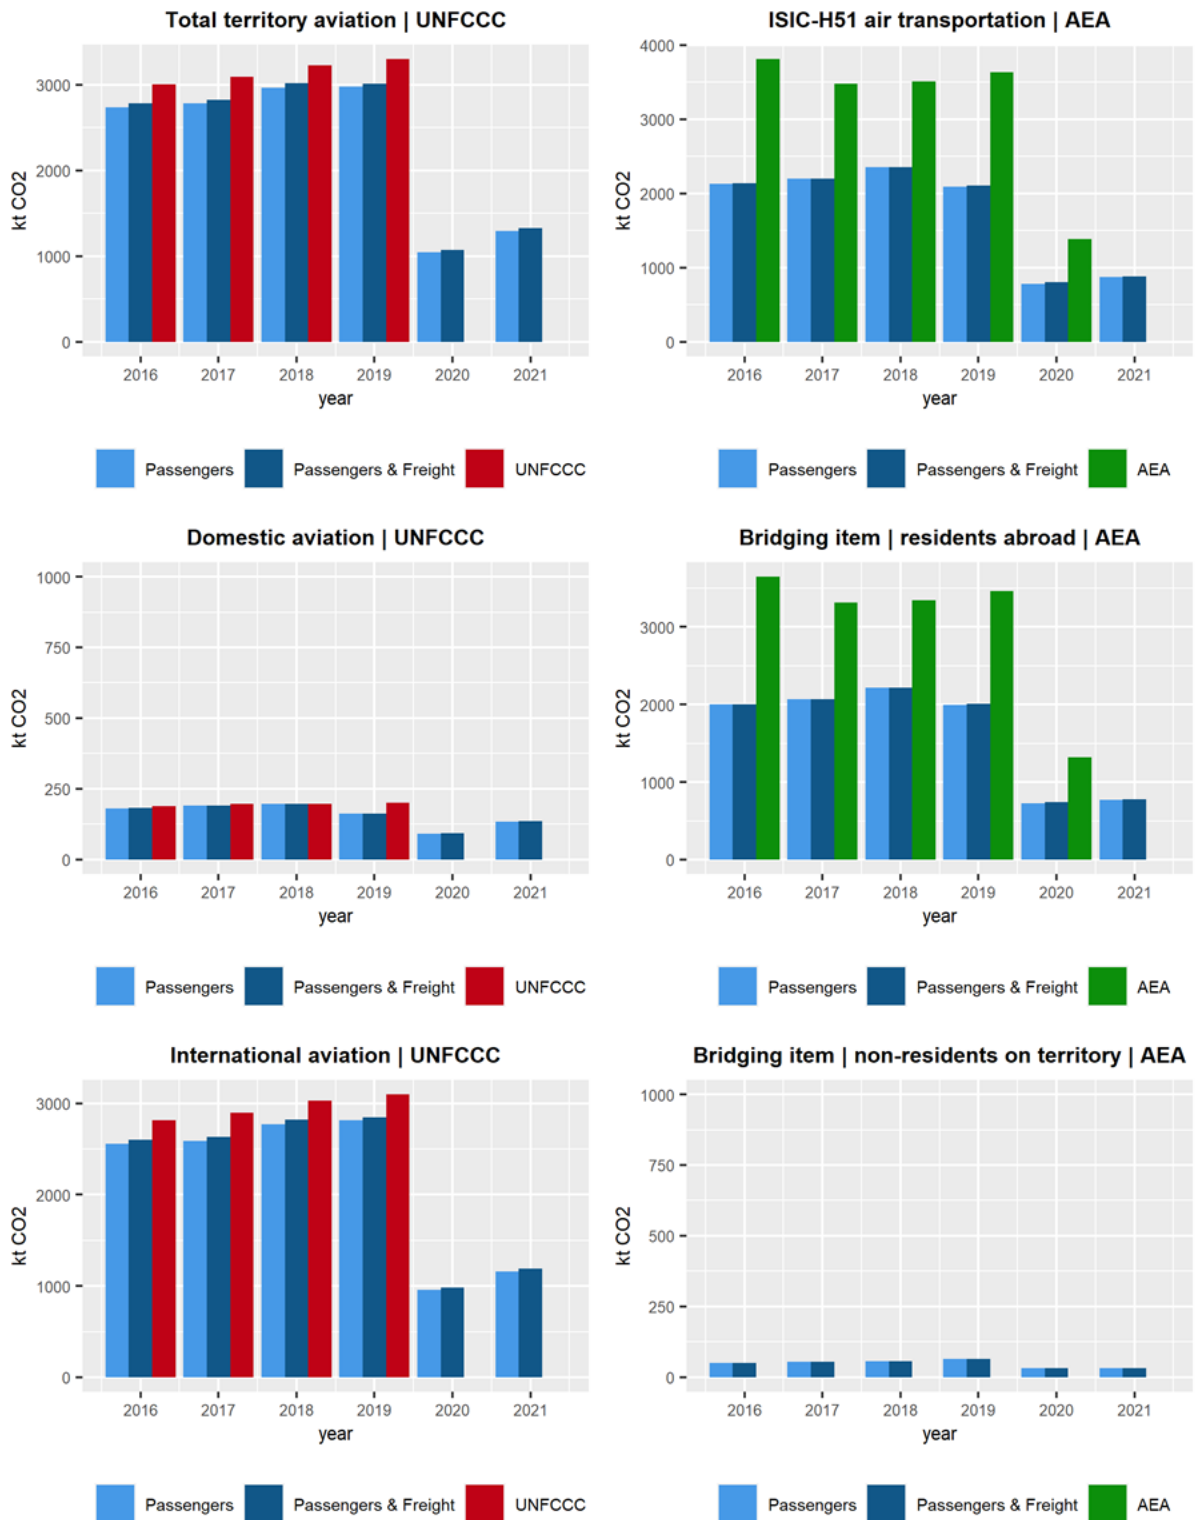 Total territory aviation | UNFCCC
kt CO2
3000
2000
1000
0
2016 2017 2018 2019 2020 2021
year
Passengers Passengers & Freight UNFCCC
ISIC-H51 air transportation | AEA
kt CO2
4000
3000
2000
1000
0
2016 2017 2018 2019 2020 2021
year
Passengers Passengers & Freight AEA
Domestic aviation | UNFCCC
kt CO2
1000
750
500
250
0
2016 2017 2018 2019 2020 2021
year
Passengers Passengers & Freight UNFCCC
Bridging item | residents abroad | AEA
kt CO2
3000
2000
1000
0
2016 2017 2018 2019 2020 2021
year
Passengers Passengers & Freight AEA
International aviation | UNFCCC
kt CO2
3000
2000
1000
0
2016 2017 2018 2019 2020 2021
year
Passengers Passengers & Freight UNFCCC
Bridging item | non-residents on territory | AEA
kt CO2
1000
750
500
250
0
2016 2017 2018 2019 2020 2021
year
Passengers Passengers & Freight AEA